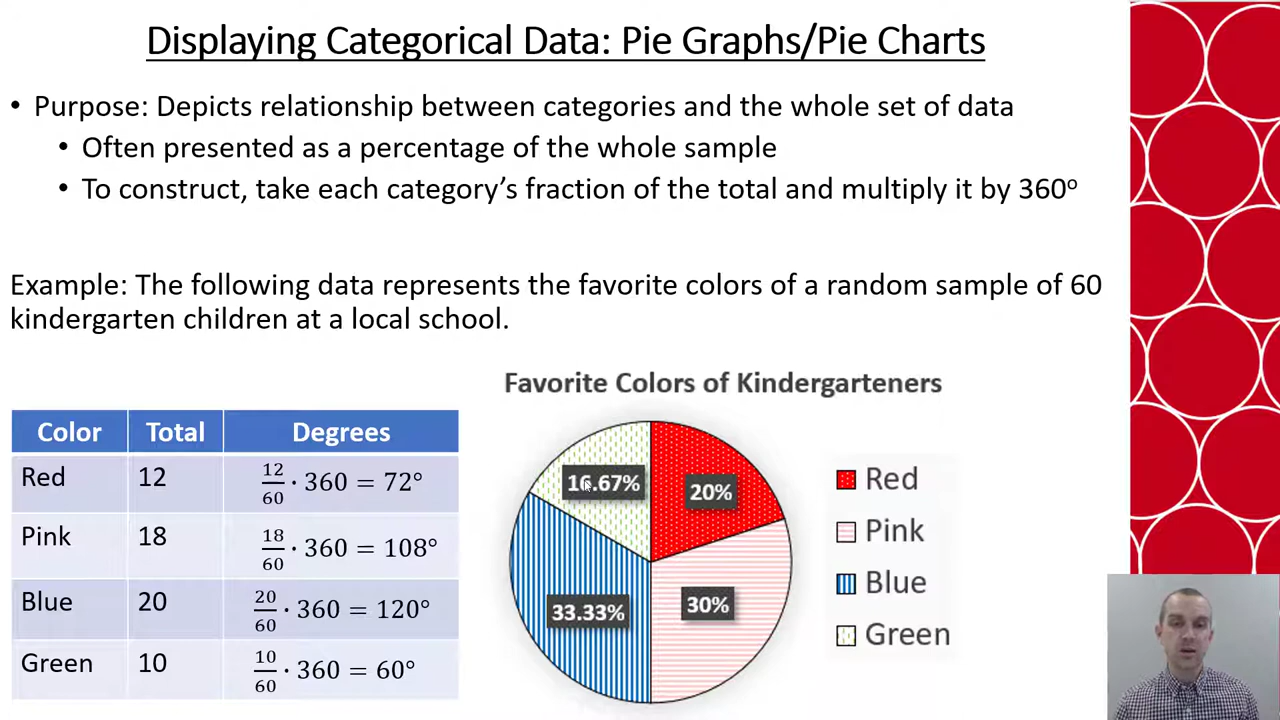 Displaying Categorical Data: Pie Graphs/Pie Charts
• Purpose: Depicts relationship between categories and the whole set of data
• Often presented as a percentage of the whole sample
• To construct, take each category’s fraction of the total and multiply it by 360°
Example: The following data represents the favorite colors of a random sample of 60
kindergarten children at a local school.
Color Total Degrees
Red 12 12/60 · 360 = 72°
Pink 18 18/60 · 360 = 108°
Blue 20 20/60 · 360 = 120°
Green 10 10/60 · 360 = 60°
Favorite Colors of Kindergarteners
16.67%
20%
33.33%
30%
Red
Pink
Blue
Green